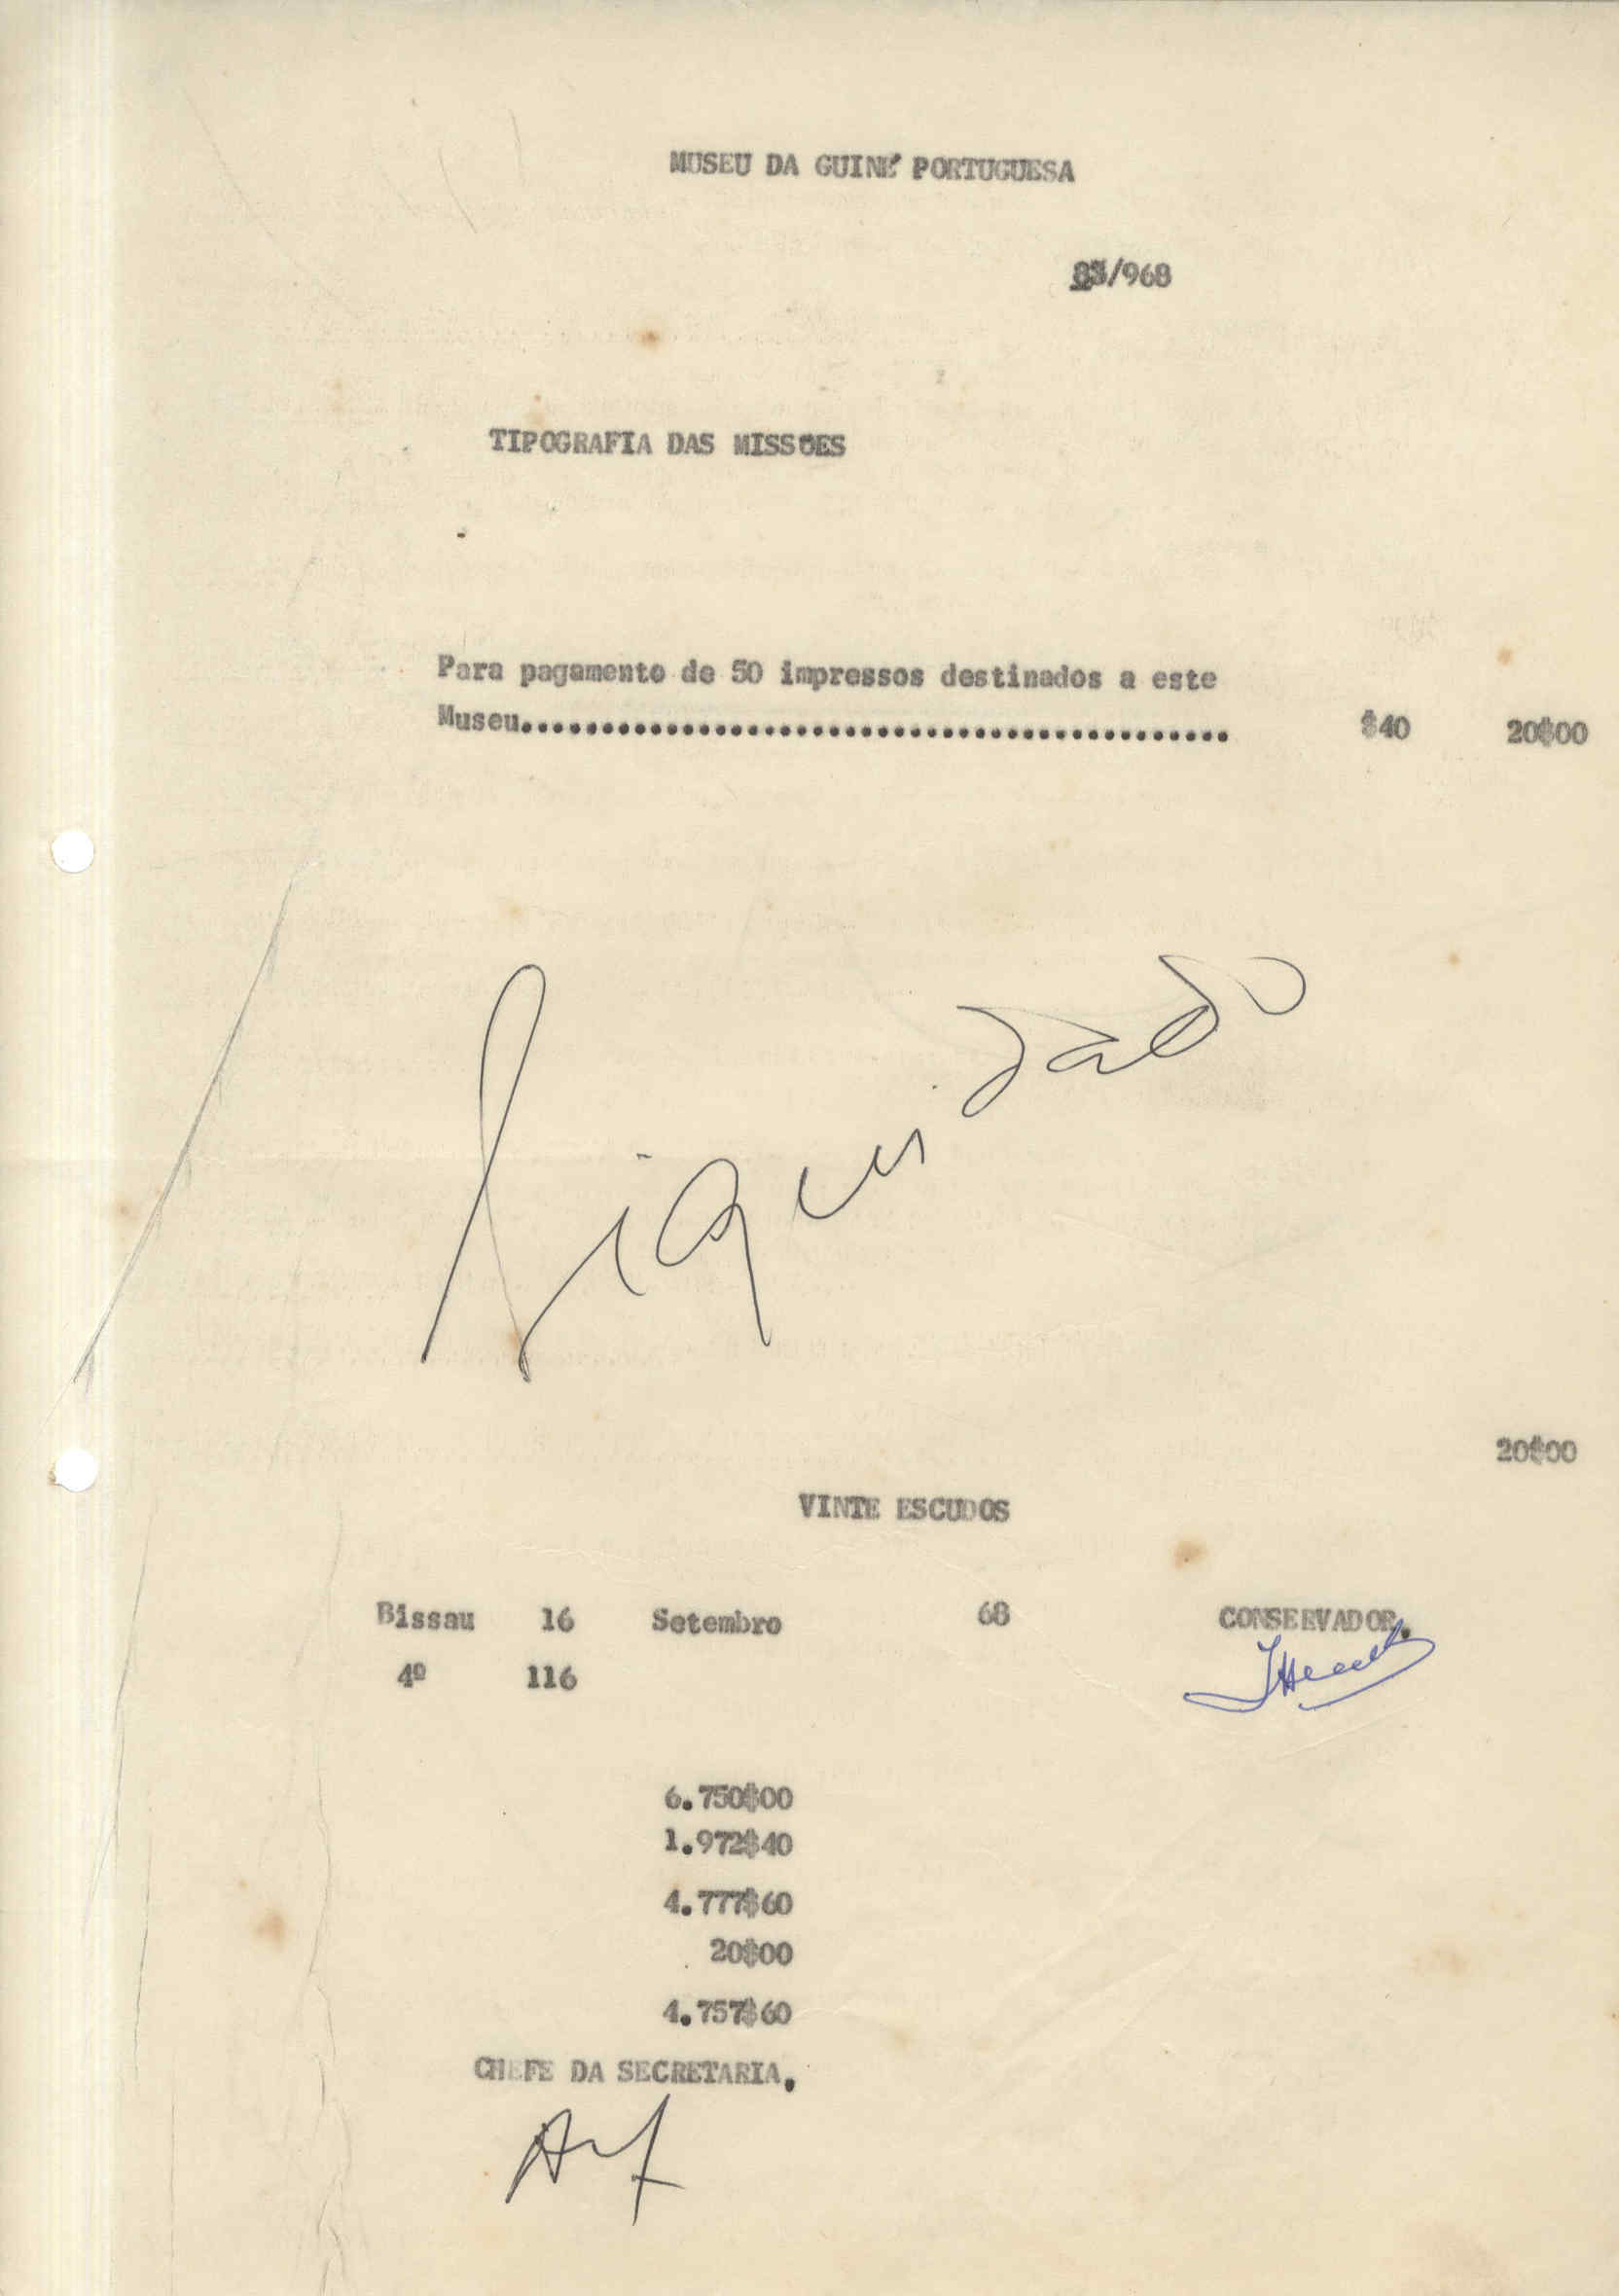 MUSEU DA GUINÉ PORTUGUESA
/968
TIPOGRAFIA DAS MISSOES
Para pagamento de 50 impressos destinados a este
Museu............................................ $40 20$00
Liquidado
20$00
VINTE ESCUDOS
Bissau 16 Setembro 68 CONSERVADOR.
4º 116
6.750$00
1.972$40
4.777$60
20$00
4.757$60
CHEFE DA SECRETARIA.